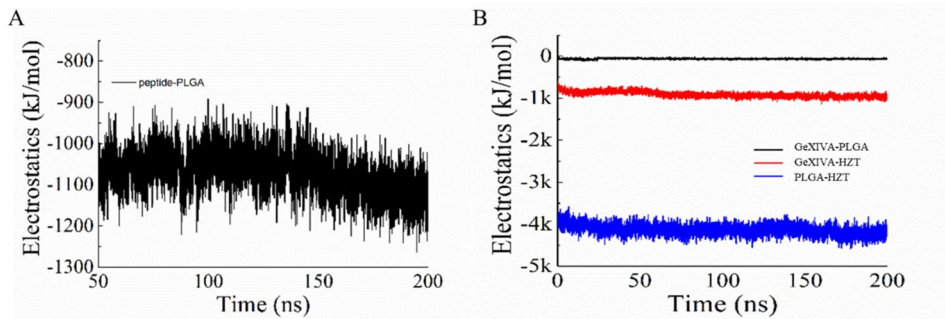 A
Electrostatics (kJ/mol)
-800
-900
-1000
-1100
-1200
-1300
peptide-PLGA
50
100
150
200
Time (ns)
B
Electrostatics (kJ/mol)
0
-1k
-2k
-3k
-4k
-5k
GeXIVA-PLGA
GeXIVA-HZT
PLGA-HZT
0
50
100
150
200
Time (ns)